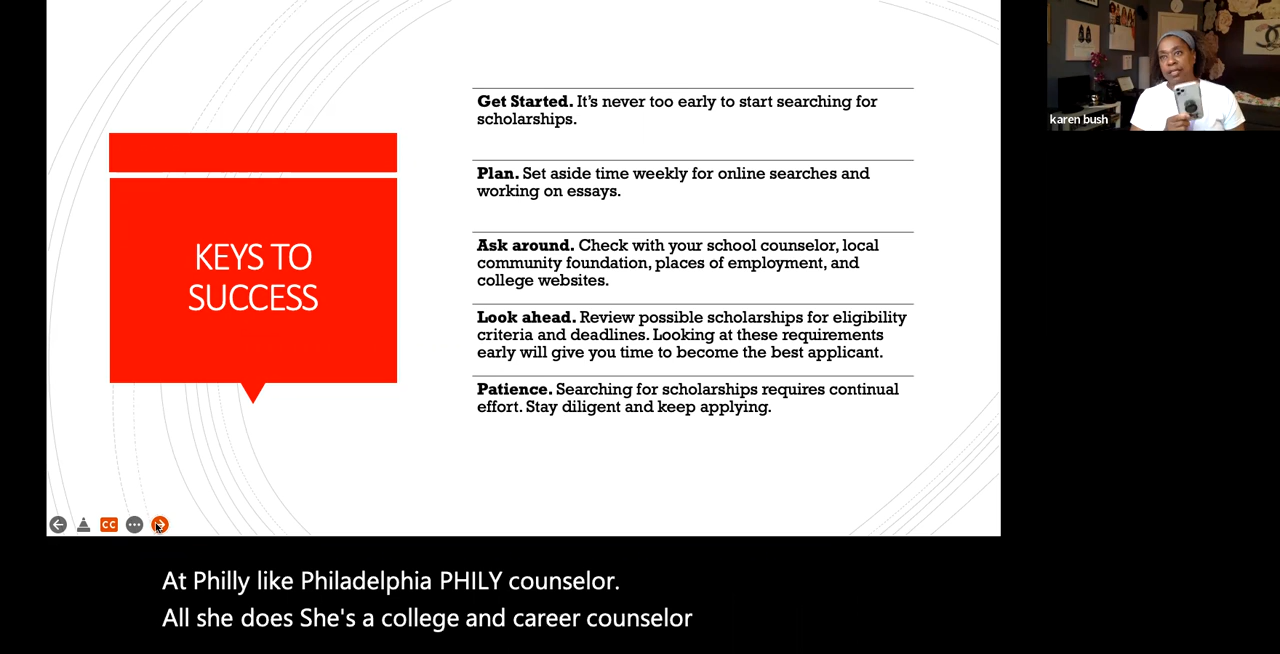 KEYS TO
SUCCESS
Get Started. It’s never too early to start searching for
scholarships.
Plan. Set aside time weekly for online searches and
working on essays.
Ask around. Check with your school counselor, local
community foundation, places of employment, and
college websites.
Look ahead. Review possible scholarships for eligibility
criteria and deadlines. Looking at these requirements
early will give you time to become the best applicant.
Patience. Searching for scholarships requires continual
effort. Stay diligent and keep applying.
karen bush
CC
At Philly like Philadelphia PHILY counselor.
All she does She's a college and career counselor